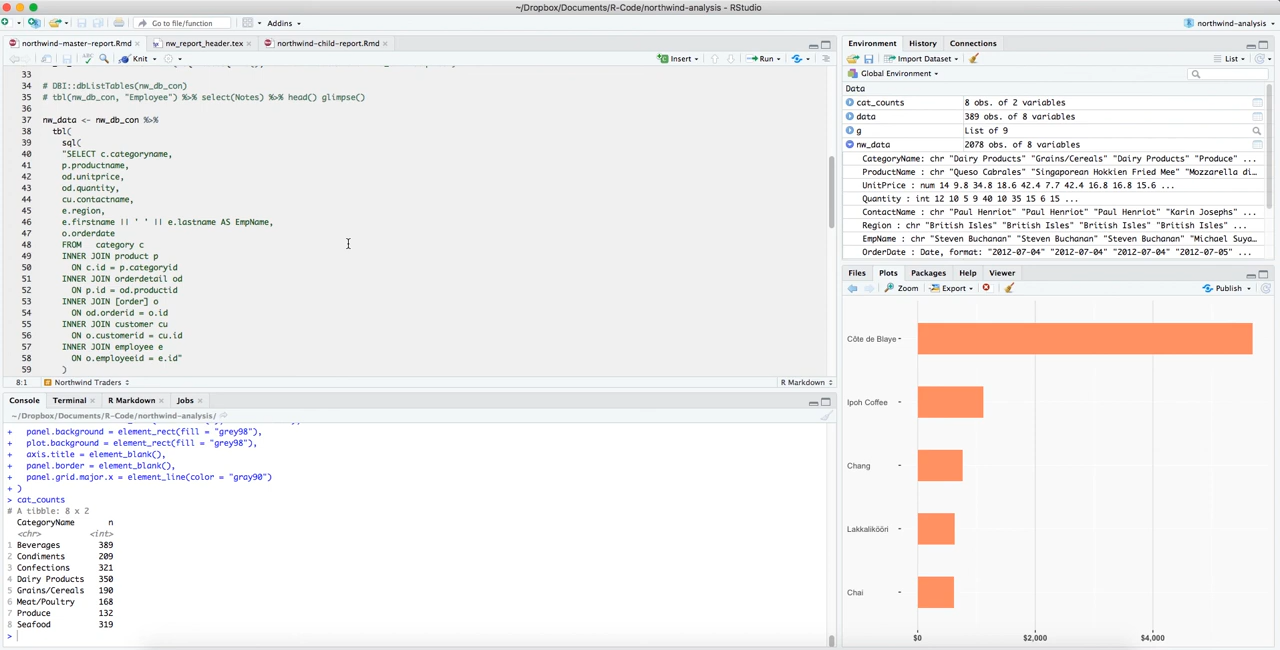 ~/Dropbox/Documents/R-Code/northwind-analysis - RStudio
Go to file/function
Addins
northwind-analysis
northwind-master-report.Rmd
nw_report_header.tex
northwind-child-report.Rmd
ABC
Knit
Insert
Run
33
34 # DBI::dbListTables(nw_db_con)
35 # tbl(nw_db_con, "Employee") %>% select(Notes) %>% head() glimpse()
36
37 nw_data <- nw_db_con %>%
38 tbl(
39 sql(
40 "SELECT c.categoryname,
41 p.productname,
42 od.unitprice,
43 od.quantity,
44 cu.contactname,
45 e.region,
46 e.firstname || ' ' || e.lastname AS EmpName,
47 o.orderdate
48 FROM category c
49 INNER JOIN product p
50 ON c.id = p.categoryid
51 INNER JOIN orderdetail od
52 ON p.id = od.productid
53 INNER JOIN [order] o
54 ON od.orderid = o.id
55 INNER JOIN customer cu
56 ON o.customerid = cu.id
57 INNER JOIN employee e
58 ON o.employeeid = e.id"
59 )
8:1 Northwind Traders
R Markdown
Console
Terminal
R Markdown
Jobs
~/Dropbox/Documents/R-Code/northwind-analysis/
+ panel.background = element_rect(fill = "grey98"),
+ plot.background = element_rect(fill = "grey98"),
+ axis.title = element_blank(),
+ panel.border = element_blank(),
+ panel.grid.major.x = element_line(color = "gray90")
+ )
> cat_counts
# A tibble: 8 x 2
CategoryName n
<chr> <int>
1 Beverages 389
2 Condiments 209
3 Confections 321
4 Dairy Products 350
5 Grains/Cereals 190
6 Meat/Poultry 168
7 Produce 132
8 Seafood 319
>
Environment
History
Connections
Import Dataset
List
Global Environment
Data
cat_counts 8 obs. of 2 variables
data 389 obs. of 8 variables
g List of 9
nw_data 2078 obs. of 8 variables
CategoryName: chr "Dairy Products" "Grains/Cereals" "Dairy Products" "Produce" ...
ProductName : chr "Queso Cabrales" "Singaporean Hokkien Fried Mee" "Mozzarella di…
UnitPrice : num 14 9.8 34.8 18.6 42.4 7.7 42.4 16.8 16.8 15.6 ...
Quantity : int 12 10 5 9 40 10 35 15 6 15 ...
ContactName : chr "Paul Henriot" "Paul Henriot" "Paul Henriot" "Karin Josephs" ...
Region : chr "British Isles" "British Isles" "British Isles" "British Isles" ...
EmpName : chr "Steven Buchanan" "Steven Buchanan" "Steven Buchanan" "Michael Suya…
OrderDate : Date, format: "2012-07-04" "2012-07-04" "2012-07-04" "2012-07-05" ...
Files
Plots
Packages
Help
Viewer
Zoom
Export
Publish
Côte de Blaye
Ipoh Coffee
Chang
Lakkalikööri
Chai
$0
$2,000
$4,000